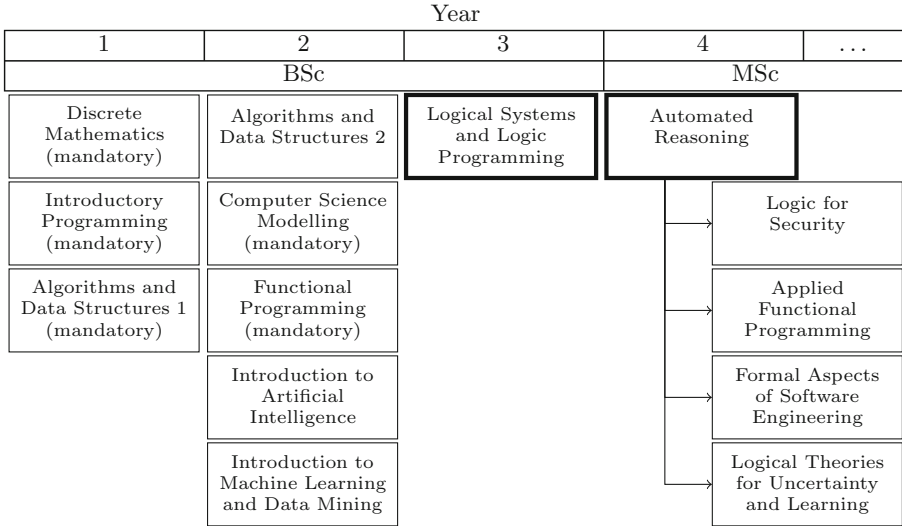 Year
1 2 3 4 ...
BSc MSc
Discrete
Mathematics
(mandatory)
Algorithms and
Data Structures 2
Logical Systems
and Logic
Programming
Automated
Reasoning
Introductory
Programming
(mandatory)
Computer Science
Modelling
(mandatory)
Logic for
Security
Algorithms and
Data Structures 1
(mandatory)
Functional
Programming
(mandatory)
Applied
Functional
Programming
Introduction to
Artificial
Intelligence
Formal Aspects
of Software
Engineering
Introduction to
Machine Learning
and Data Mining
Logical Theories
for Uncertainty
and Learning